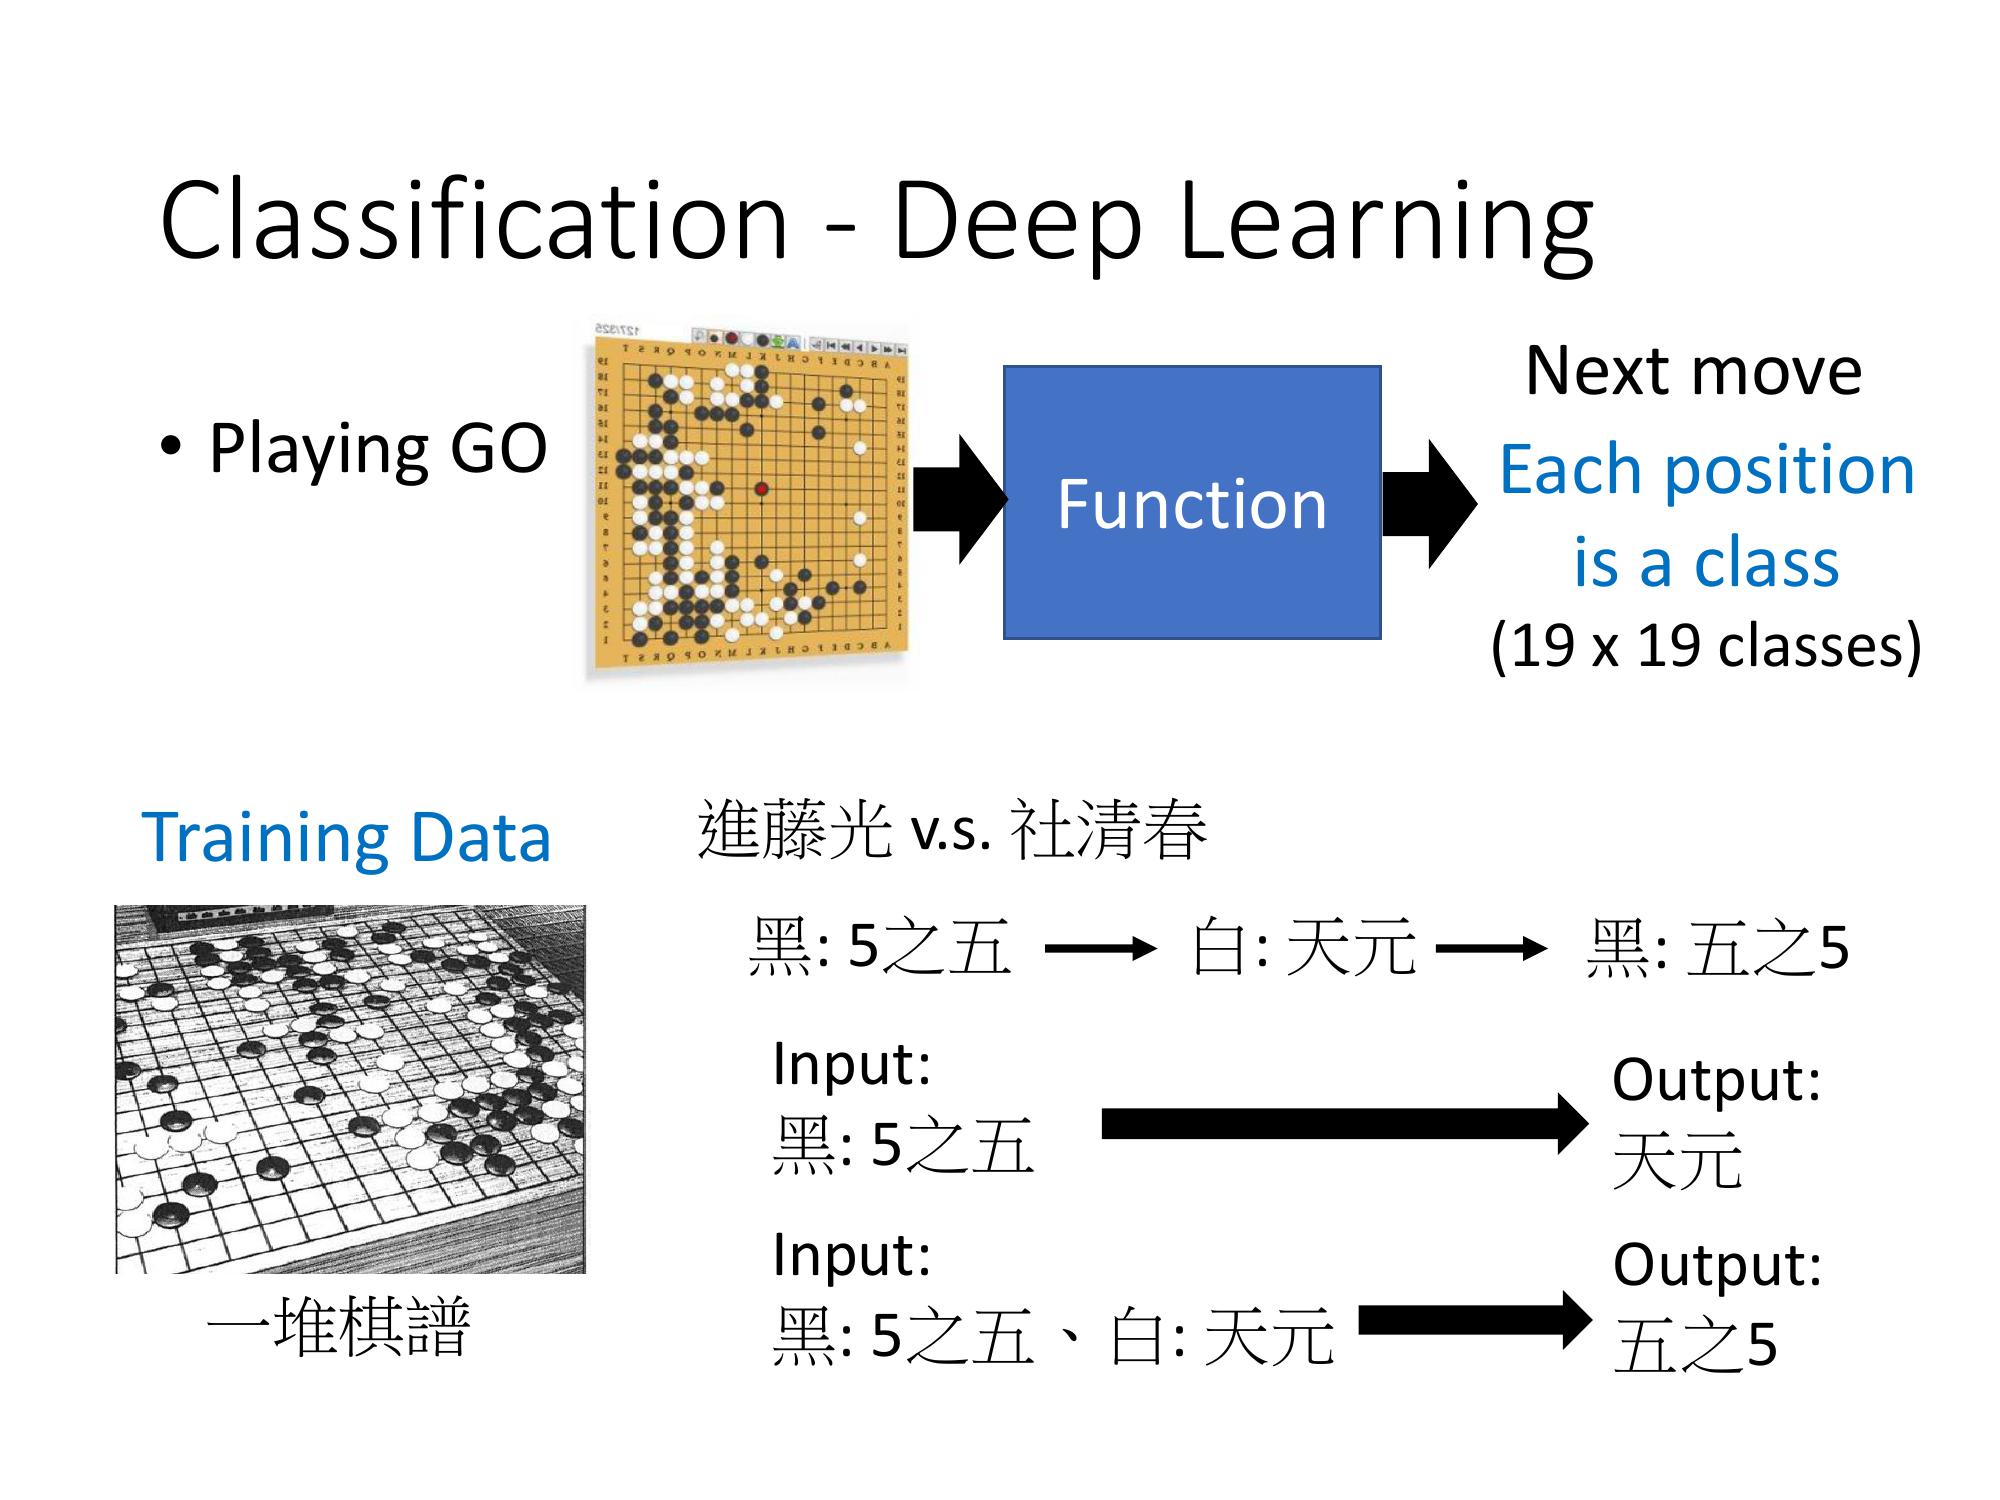 Classification - Deep Learning
• Playing GO
127/325
Function
Next move
Each position
is a class
(19 x 19 classes)
Training Data
一堆棋譜
進藤光 v.s. 社清春
黑: 5之五
白: 天元
黑: 五之5
Input:
黑: 5之五
Output:
天元
Input:
黑: 5之五、白: 天元
Output:
五之5